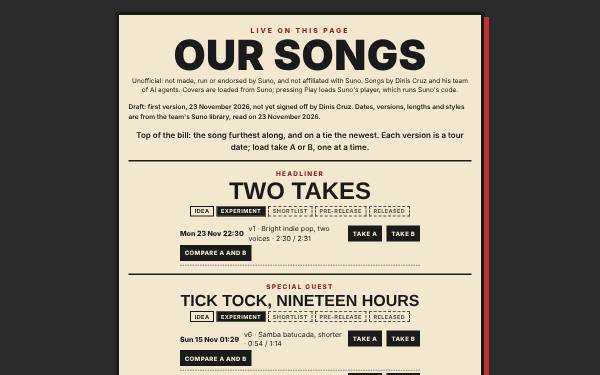 LIVE ON THIS PAGE
OUR SONGS
Unofficial: not made, run or endorsed by Suno, and not affiliated with Suno. Songs by Dinis Cruz and his team
of AI agents. Covers are loaded from Suno; pressing Play loads Suno's player, which runs Suno's code.
Draft: first version, 23 November 2026, not yet signed off by Dinis Cruz. Dates, versions, lengths and styles
are from the team's Suno library, read on 23 November 2026.
Top of the bill: the song furthest along, and on a tie the newest. Each version is a tour
date; load take A or B, one at a time.
HEADLINER
TWO TAKES
IDEA EXPERIMENT SHORTLIST PRE-RELEASE RELEASED
Mon 23 Nov 22:30 v1 · Bright indie pop, two
voices · 2:30 / 2:31 TAKE A TAKE B
COMPARE A AND B
SPECIAL GUEST
TICK TOCK, NINETEEN HOURS
IDEA EXPERIMENT SHORTLIST PRE-RELEASE RELEASED
Sun 15 Nov 01:29 v6 · Samba batucada, shorter
· 0:54 / 1:14 TAKE A TAKE B
COMPARE A AND B